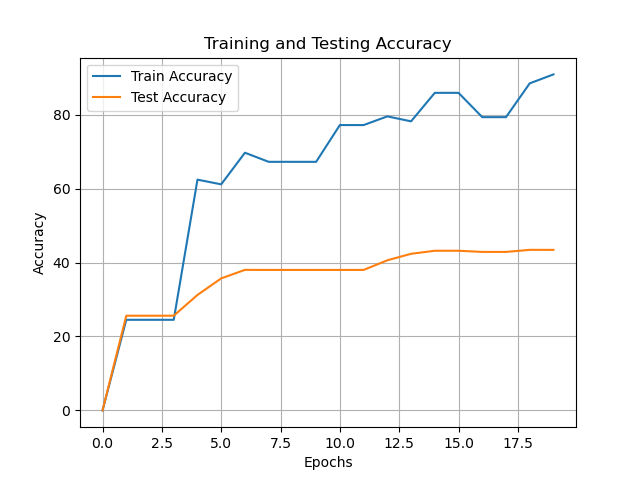 Training and Testing Accuracy
Train Accuracy
Test Accuracy
80
60
40
20
0
Accuracy
0.0 2.5 5.0 7.5 10.0 12.5 15.0 17.5
Epochs